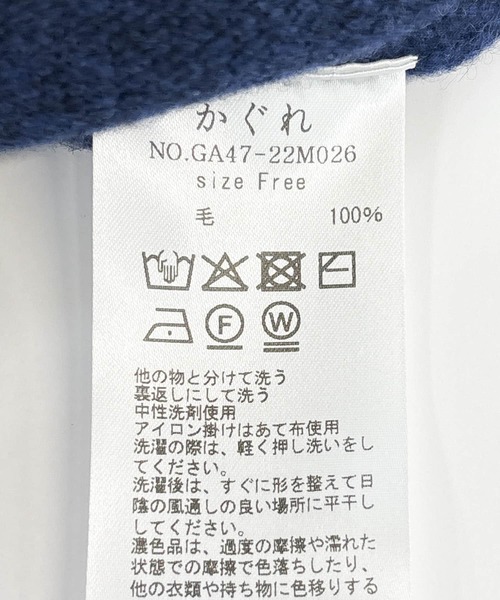 かぐれ
NO.GA47-22M026
size Free
毛 100%
F W
他の物と分けて洗う
裏返しにして洗う
中性洗剤使用
アイロン掛けはあて布使用
洗濯の際は、軽く押し洗いをし
てください。
洗濯後は、すぐに形を整えて日
陰の風通しの良い場所に平干し
してください。
濃色品は、過度の摩擦や濡れた
状態での摩擦で色落ちしたり、
他の衣類や持ち物に色移りする